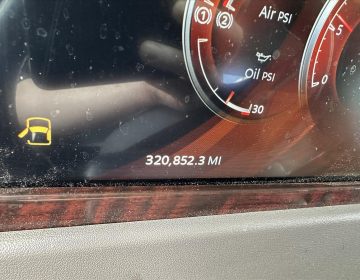 1 2 Air PSI
5
Oil PSI
0
30
320,852.3 MI